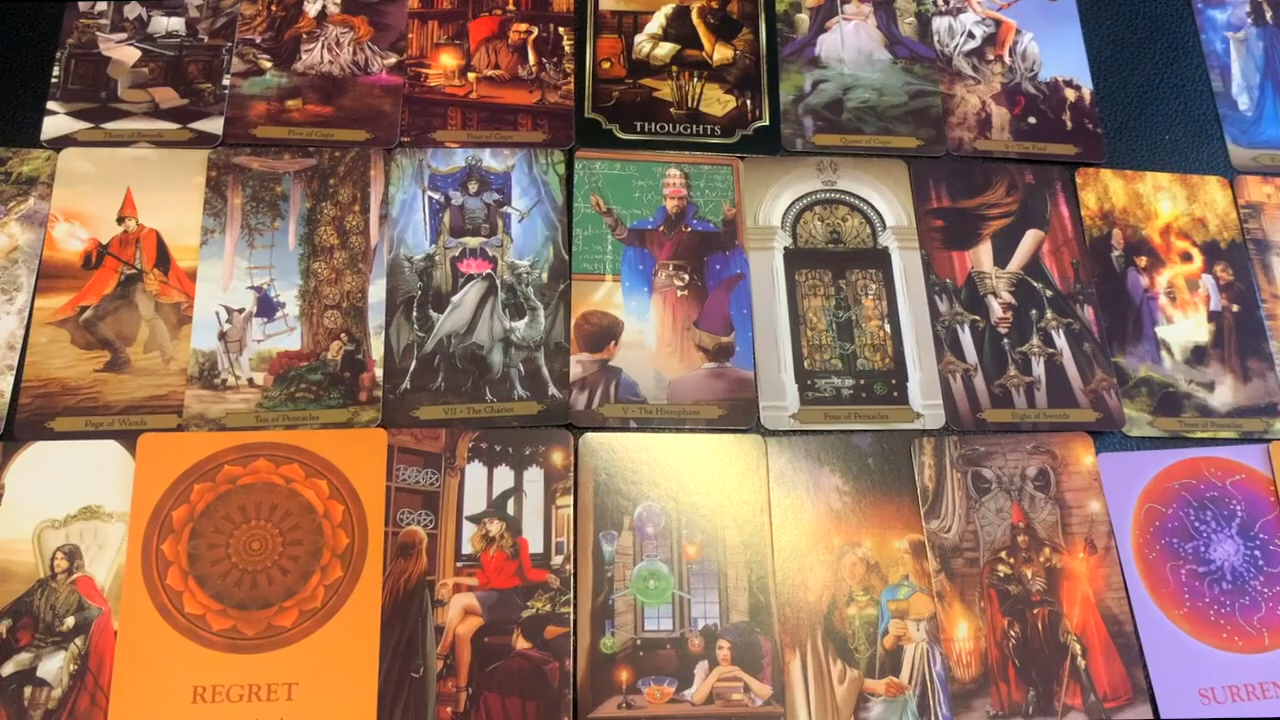 Three of Swords
Five of Cups
Four of Cups
THOUGHTS
Queen of Cups
0 • The Fool
Page of Wands
Ten of Pentacles
VII • The Chariot
V • The Hierophant
Four of Pentacles
Eight of Swords
Three of Pentacles
REGRET
SURREN